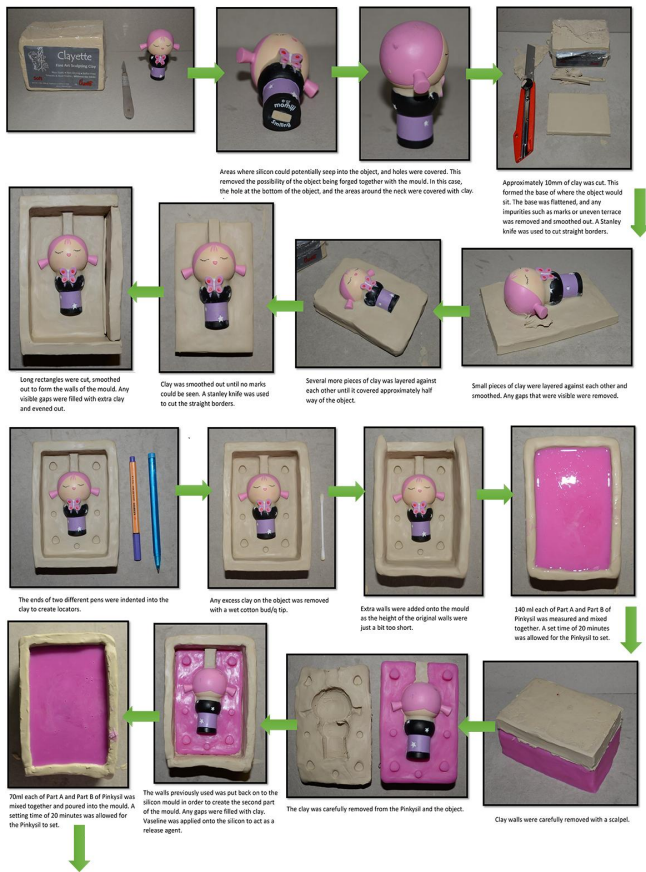 Clayette
momiji
Areas where silicon could potentially seep into the object, and holes were covered. This
removed the possibility of the object being forged together with the mould. In this case,
the hole at the bottom of the object, and the areas around the neck were covered with clay.
Approximately 10mm of clay was cut. This
formed the base of where the object would
sit. The base was flattened, and any
impurities such as marks or uneven terrace
was removed and smoothed out. A Stanley
knife was used to cut straight borders.
Long rectangles were cut, smoothed
out to form the walls of the mould. Any
visible gaps were filled with extra clay
and evened out.
Clay was smoothed out until no marks
could be seen. A stanley knife was used
to cut the straight borders.
Several more pieces of clay was layered against
each other until it covered approximately half
way of the object.
Small pieces of clay were layered against each other and
smoothed. Any gaps that were visible were removed.
The ends of two different pens were indented into the
clay to create locators.
Any excess clay on the object was removed
with a wet cotton bud/q tip.
Extra walls were added onto the mould
as the height of the original walls were
just a bit too short.
140 ml each of Part A and Part B of
Pinkysil was measured and mixed
together. A set time of 20 minutes
was allowed for the Pinkysil to set.
70ml each of Part A and Part B of Pinkysil was
mixed together and poured into the mould. A
setting time of 20 minutes was allowed for
the Pinkysil to set.
The walls previously used was put back on to the
silicon mould in order to create the second part
of the mould. Any gaps were filled with clay.
Vaseline was applied onto the silicon to act as a
release agent.
The clay was carefully removed from the Pinkysil and the object.
Clay walls were carefully removed with a scalpel.